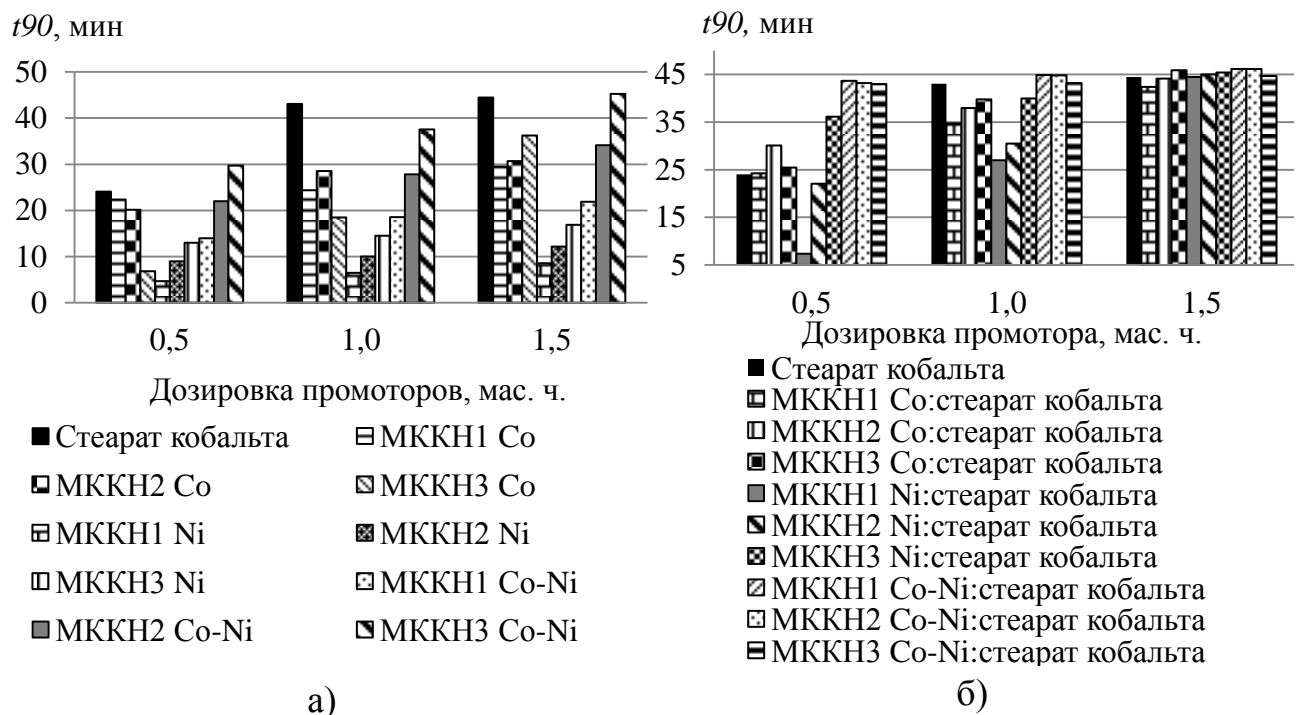 t90, мин
50
40
30
20
10
0
0,5 1,0 1,5
Дозировка промоторов, мас. ч.
Стеарат кобальта МККН1 Co
МККН2 Co МККН3 Co
МККН1 Ni МККН2 Ni
МККН3 Ni МККН1 Co-Ni
МККН2 Co-Ni МККН3 Co-Ni
а)
t90, мин
45
35
25
15
5
0,5 1,0 1,5
Дозировка промотора, мас. ч.
Стеарат кобальта
МККН1 Co:стеарат кобальта
МККН2 Co:стеарат кобальта
МККН3 Co:стеарат кобальта
МККН1 Ni:стеарат кобальта
МККН2 Ni:стеарат кобальта
МККН3 Ni:стеарат кобальта
МККН1 Co-Ni:стеарат кобальта
МККН2 Co-Ni:стеарат кобальта
МККН3 Co-Ni:стеарат кобальта
б)